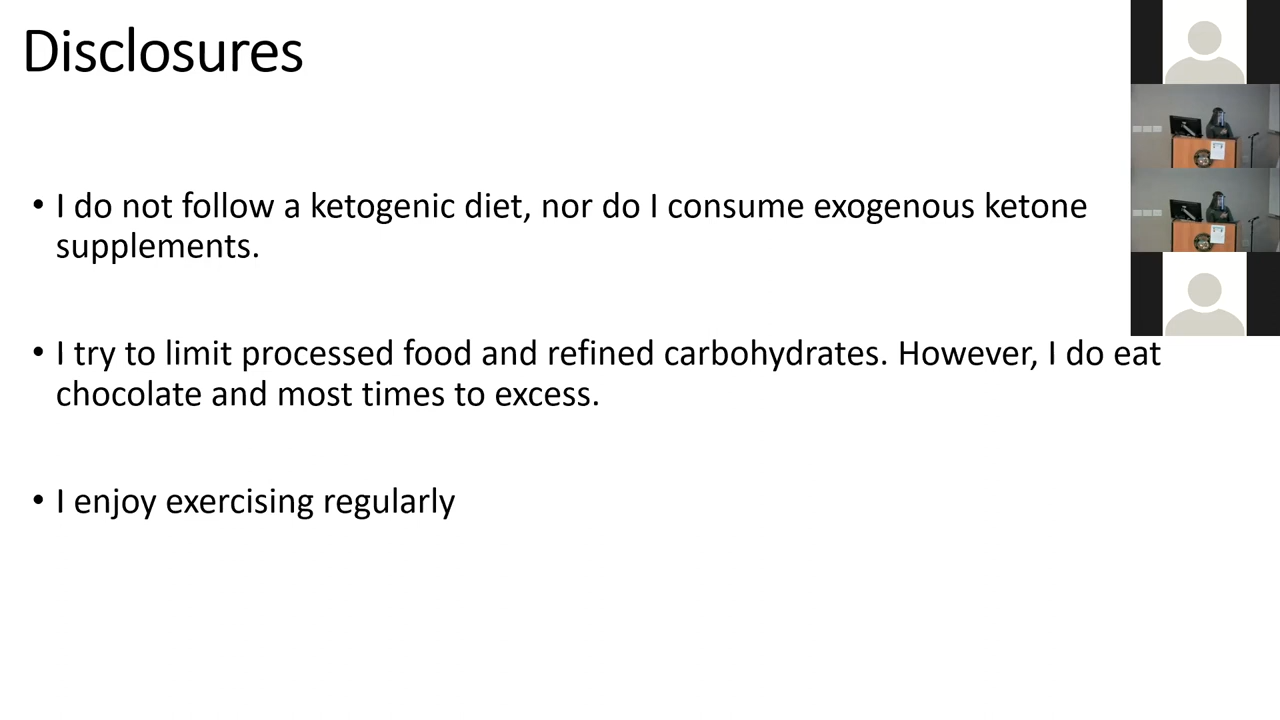 Disclosures
• I do not follow a ketogenic diet, nor do I consume exogenous ketone
supplements.
• I try to limit processed food and refined carbohydrates. However, I do eat
chocolate and most times to excess.
• I enjoy exercising regularly